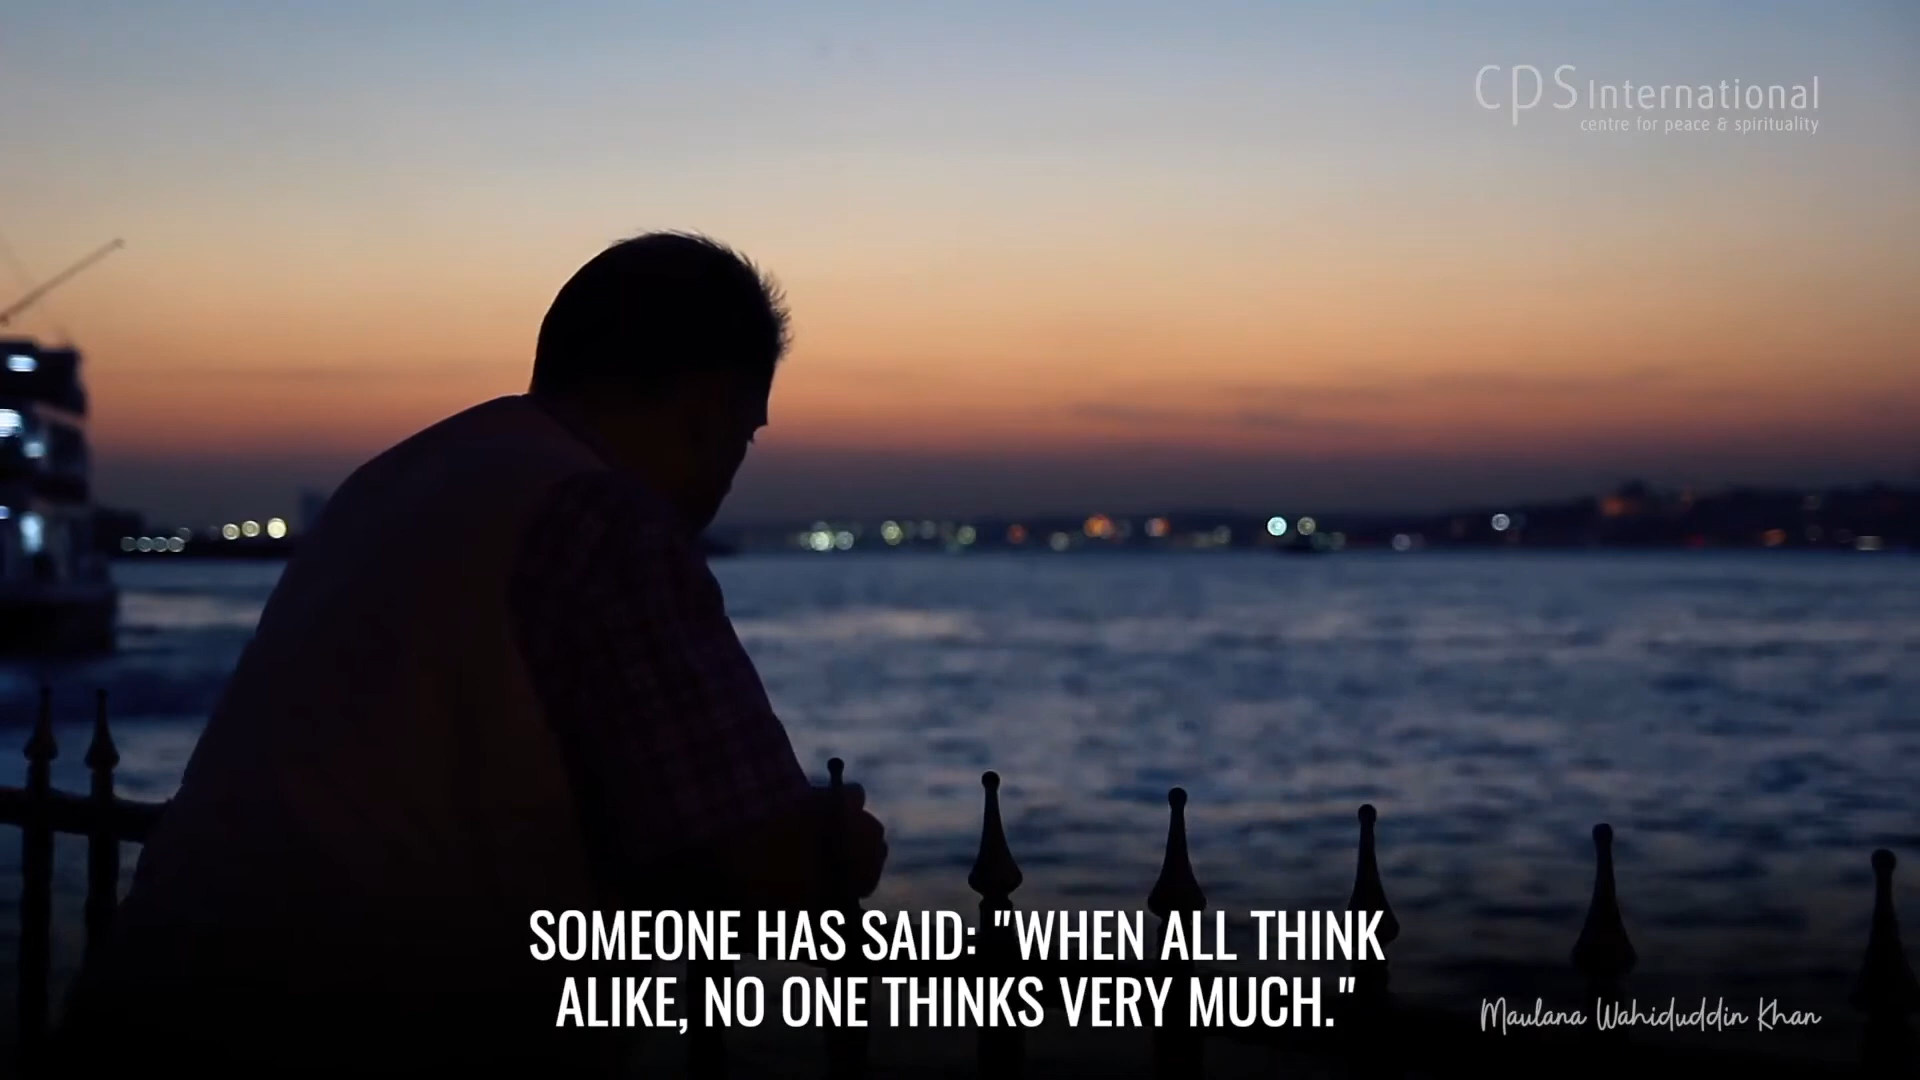 cps International
centre for peace & spirituality
SOMEONE HAS SAID: "WHEN ALL THINK
ALIKE, NO ONE THINKS VERY MUCH."
Maulana Wahiduddin Khan